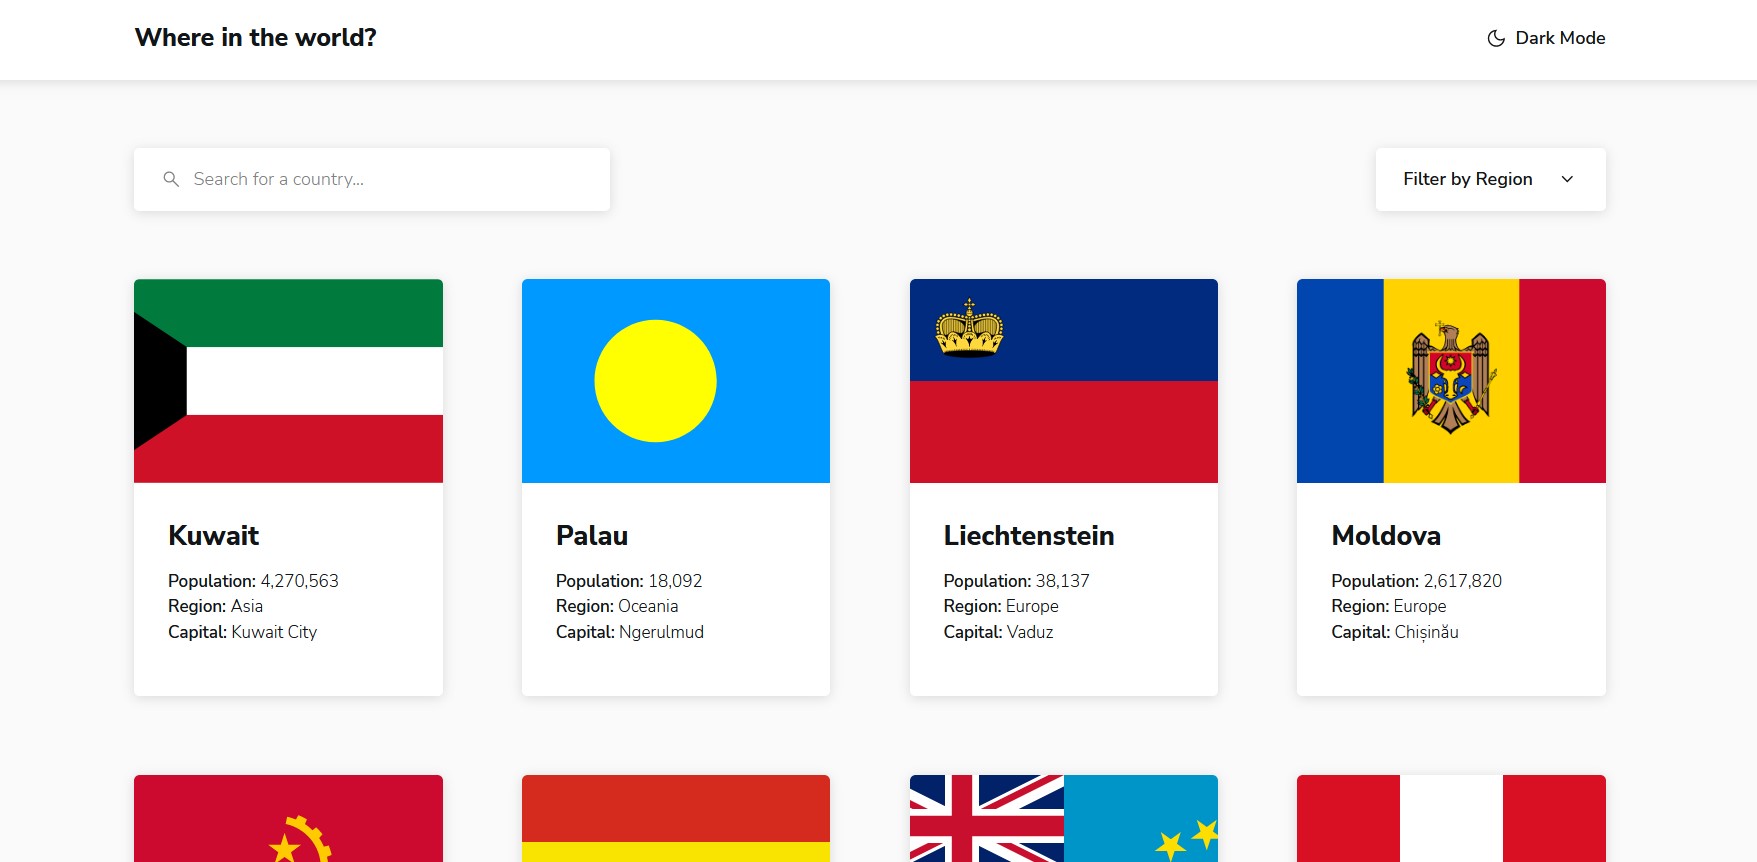 Where in the world?
Dark Mode
Search for a country...
Filter by Region
Kuwait
Population: 4,270,563
Region: Asia
Capital: Kuwait City
Palau
Population: 18,092
Region: Oceania
Capital: Ngerulmud
Liechtenstein
Population: 38,137
Region: Europe
Capital: Vaduz
Moldova
Population: 2,617,820
Region: Europe
Capital: Chișinău